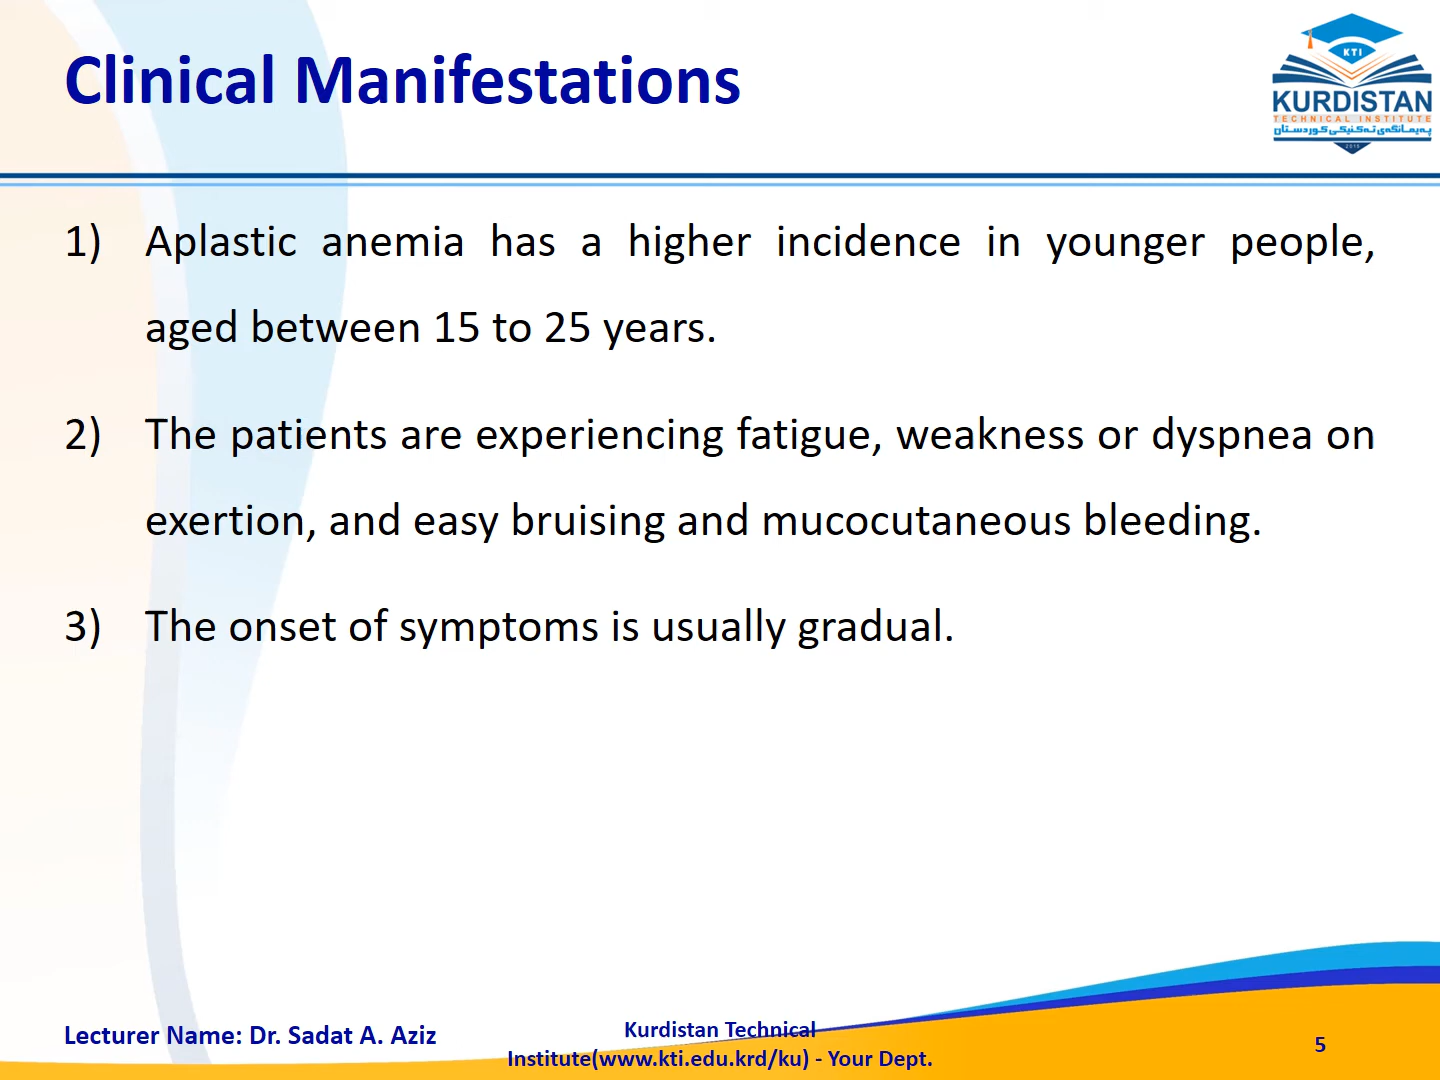 Clinical Manifestations
KTI
KURDISTAN
TECHNICAL INSTITUTE
پەیمانگەی تەکنیکی کوردستان
1) Aplastic anemia has a higher incidence in younger people,
aged between 15 to 25 years.
2) The patients are experiencing fatigue, weakness or dyspnea on
exertion, and easy bruising and mucocutaneous bleeding.
3) The onset of symptoms is usually gradual.
Lecturer Name: Dr. Sadat A. Aziz
Kurdistan Technical
Institute(www.kti.edu.krd/ku) - Your Dept.
5